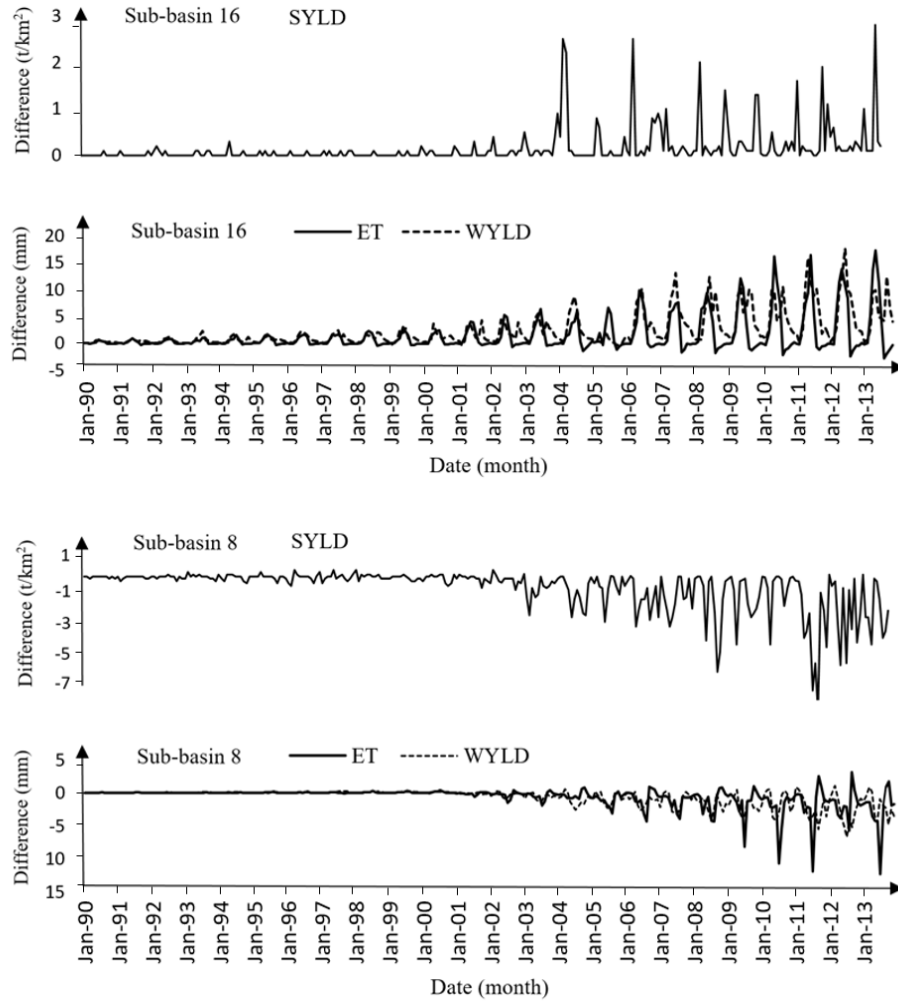 Sub-basin 16 SYLD
Difference (t/km²)
3
2
1
0
Sub-basin 16 ET WYLD
Difference (mm)
20
15
10
5
0
-5
Jan-90 Jan-91 Jan-92 Jan-93 Jan-94 Jan-95 Jan-96 Jan-97 Jan-98 Jan-99 Jan-00 Jan-01 Jan-02 Jan-03 Jan-04 Jan-05 Jan-06 Jan-07 Jan-08 Jan-09 Jan-10 Jan-11 Jan-12 Jan-13
Date (month)
Sub-basin 8 SYLD
Difference (t/km²)
1
-1
-3
-5
-7
Sub-basin 8 ET WYLD
Difference (mm)
5
0
-5
10
15
Jan-90 Jan-91 Jan-92 Jan-93 Jan-94 Jan-95 Jan-96 Jan-97 Jan-98 Jan-99 Jan-00 Jan-01 Jan-02 Jan-03 Jan-04 Jan-05 Jan-06 Jan-07 Jan-08 Jan-09 Jan-10 Jan-11 Jan-12 Jan-13
Date (month)